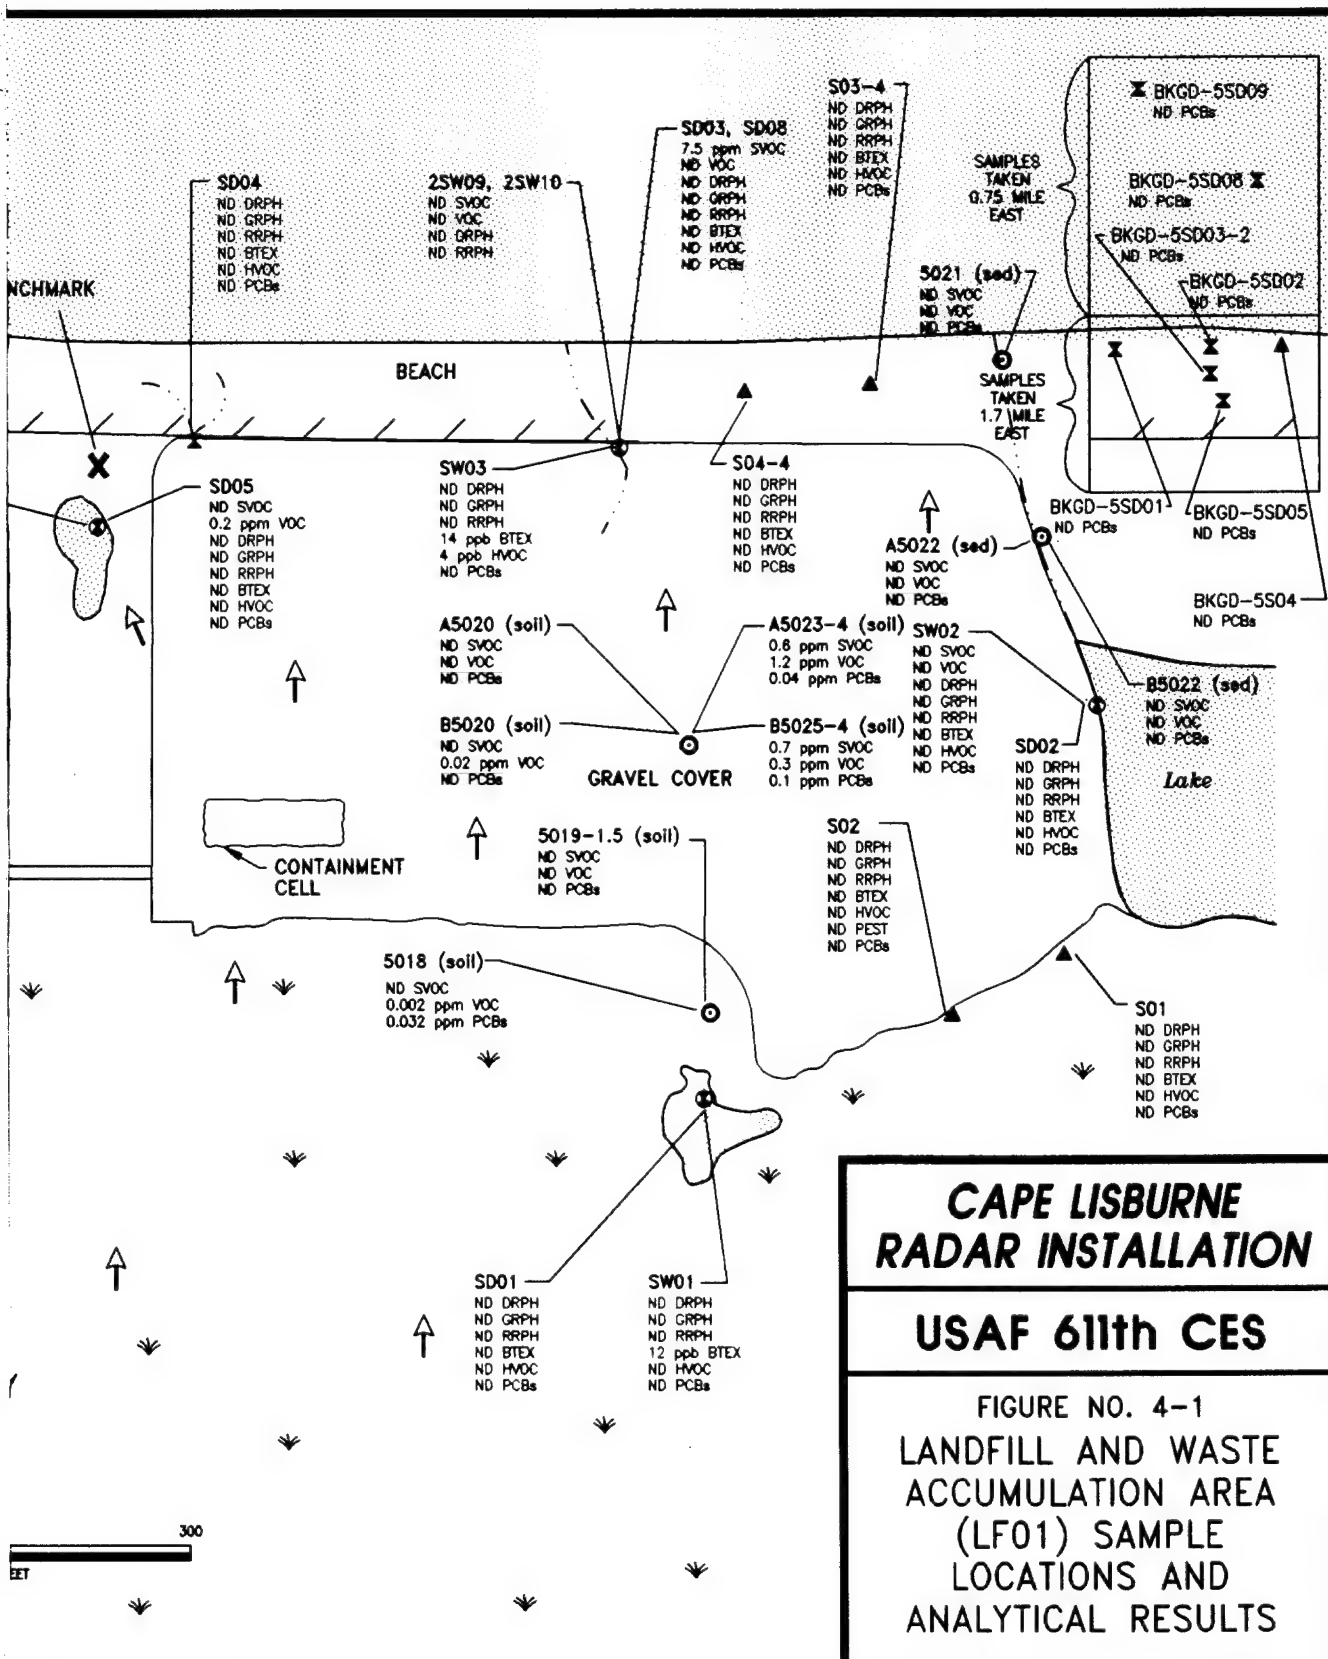 S03-4
ND DRPH
ND GRPH
ND RRPH
ND BTEX
ND HVOC
ND PCBs
BKGD-5SD09
ND PCBs
SD03, SD08
7.5 ppm SVOC
ND VOC
ND DRPH
ND GRPH
ND RRPH
ND BTEX
ND HVOC
ND PCBs
SAMPLES
TAKEN
0.75 MILE
EAST
BKGD-5SD08
ND PCBs
SD04
ND DRPH
ND GRPH
ND RRPH
ND BTEX
ND HVOC
ND PCBs
2SW09, 2SW10
ND SVOC
ND VOC
ND DRPH
ND RRPH
BKGD-5SD03-2
ND PCBs
BKGD-5SD02
ND PCBs
5021 (sed)
ND SVOC
ND VOC
ND PCBs
NCHMARK
BEACH
SAMPLES
TAKEN
1.7 MILE
EAST
SW03
ND DRPH
ND GRPH
ND RRPH
14 ppb BTEX
4 ppb HVOC
ND PCBs
S04-4
ND DRPH
ND GRPH
ND RRPH
ND BTEX
ND HVOC
ND PCBs
SD05
ND SVOC
0.2 ppm VOC
ND DRPH
ND GRPH
ND RRPH
ND BTEX
ND HVOC
ND PCBs
BKGD-5SD01
ND PCBs
BKGD-5SD05
ND PCBs
A5022 (sed)
ND SVOC
ND VOC
ND PCBs
BKGD-5S04
ND PCBs
A5020 (soil)
ND SVOC
ND VOC
ND PCBs
A5023-4 (soil)
0.6 ppm SVOC
1.2 ppm VOC
0.04 ppm PCBs
SW02
ND SVOC
ND VOC
ND DRPH
ND GRPH
ND RRPH
ND BTEX
ND HVOC
ND PCBs
B5022 (sed)
ND SVOC
ND VOC
ND PCBs
B5020 (soil)
ND SVOC
0.02 ppm VOC
ND PCBs
B5025-4 (soil)
0.7 ppm SVOC
0.3 ppm VOC
0.1 ppm PCBs
GRAVEL COVER
SD02
ND DRPH
ND GRPH
ND RRPH
ND BTEX
ND HVOC
ND PCBs
Lake
CONTAINMENT
CELL
5019-1.5 (soil)
ND SVOC
ND VOC
ND PCBs
S02
ND DRPH
ND GRPH
ND RRPH
ND BTEX
ND HVOC
ND PEST
ND PCBs
5018 (soil)
ND SVOC
0.002 ppm VOC
0.032 ppm PCBs
S01
ND DRPH
ND GRPH
ND RRPH
ND BTEX
ND HVOC
ND PCBs
SD01
ND DRPH
ND GRPH
ND RRPH
ND BTEX
ND HVOC
ND PCBs
SW01
ND DRPH
ND GRPH
ND RRPH
12 ppb BTEX
ND HVOC
ND PCBs
300
EET
CAPE LISBURNE
RADAR INSTALLATION
USAF 611th CES
FIGURE NO. 4-1
LANDFILL AND WASTE
ACCUMULATION AREA
(LF01) SAMPLE
LOCATIONS AND
ANALYTICAL RESULTS